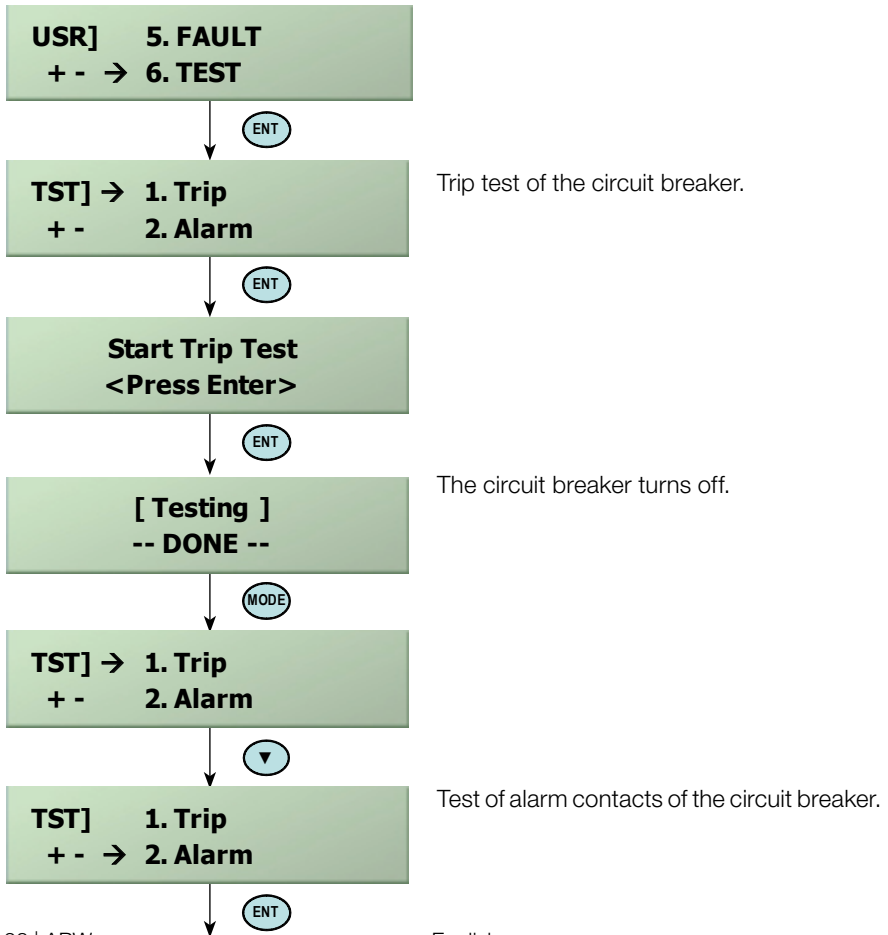 USR] 5. FAULT
+ - → 6. TEST
ENT
TST] → 1. Trip
+ - 2. Alarm
Trip test of the circuit breaker.
ENT
Start Trip Test
<Press Enter>
ENT
[ Testing ]
-- DONE --
The circuit breaker turns off.
MODE
TST] → 1. Trip
+ - 2. Alarm
▼
TST] 1. Trip
+ - → 2. Alarm
Test of alarm contacts of the circuit breaker.
ENT